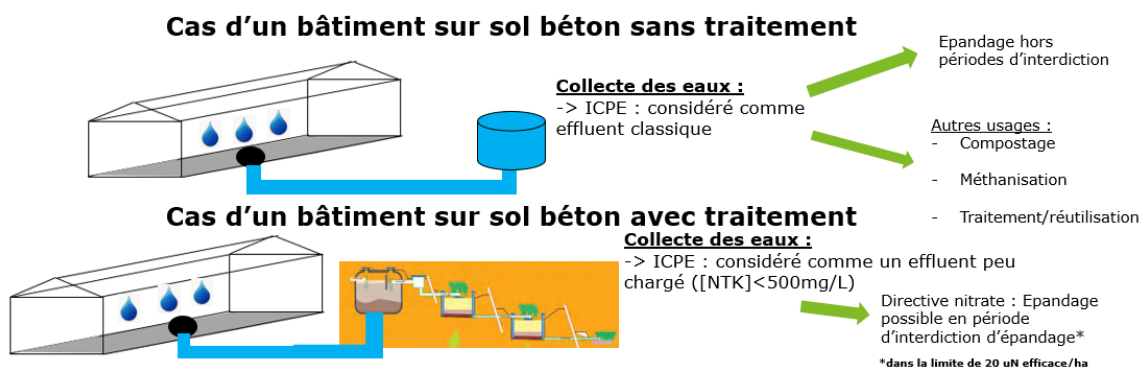 Cas d'un bâtiment sur sol béton sans traitement
Collecte des eaux :
-> ICPE : considéré comme
effluent classique
Epandage hors
périodes d'interdiction
Autres usages :
- Compostage
- Méthanisation
- Traitement/réutilisation
Cas d'un bâtiment sur sol béton avec traitement
Collecte des eaux :
-> ICPE : considéré comme un effluent peu
chargé ([NTK]<500mg/L)
Directive nitrate : Epandage
possible en période
d'interdiction d'épandage*
*dans la limite de 20 uN efficace/ha